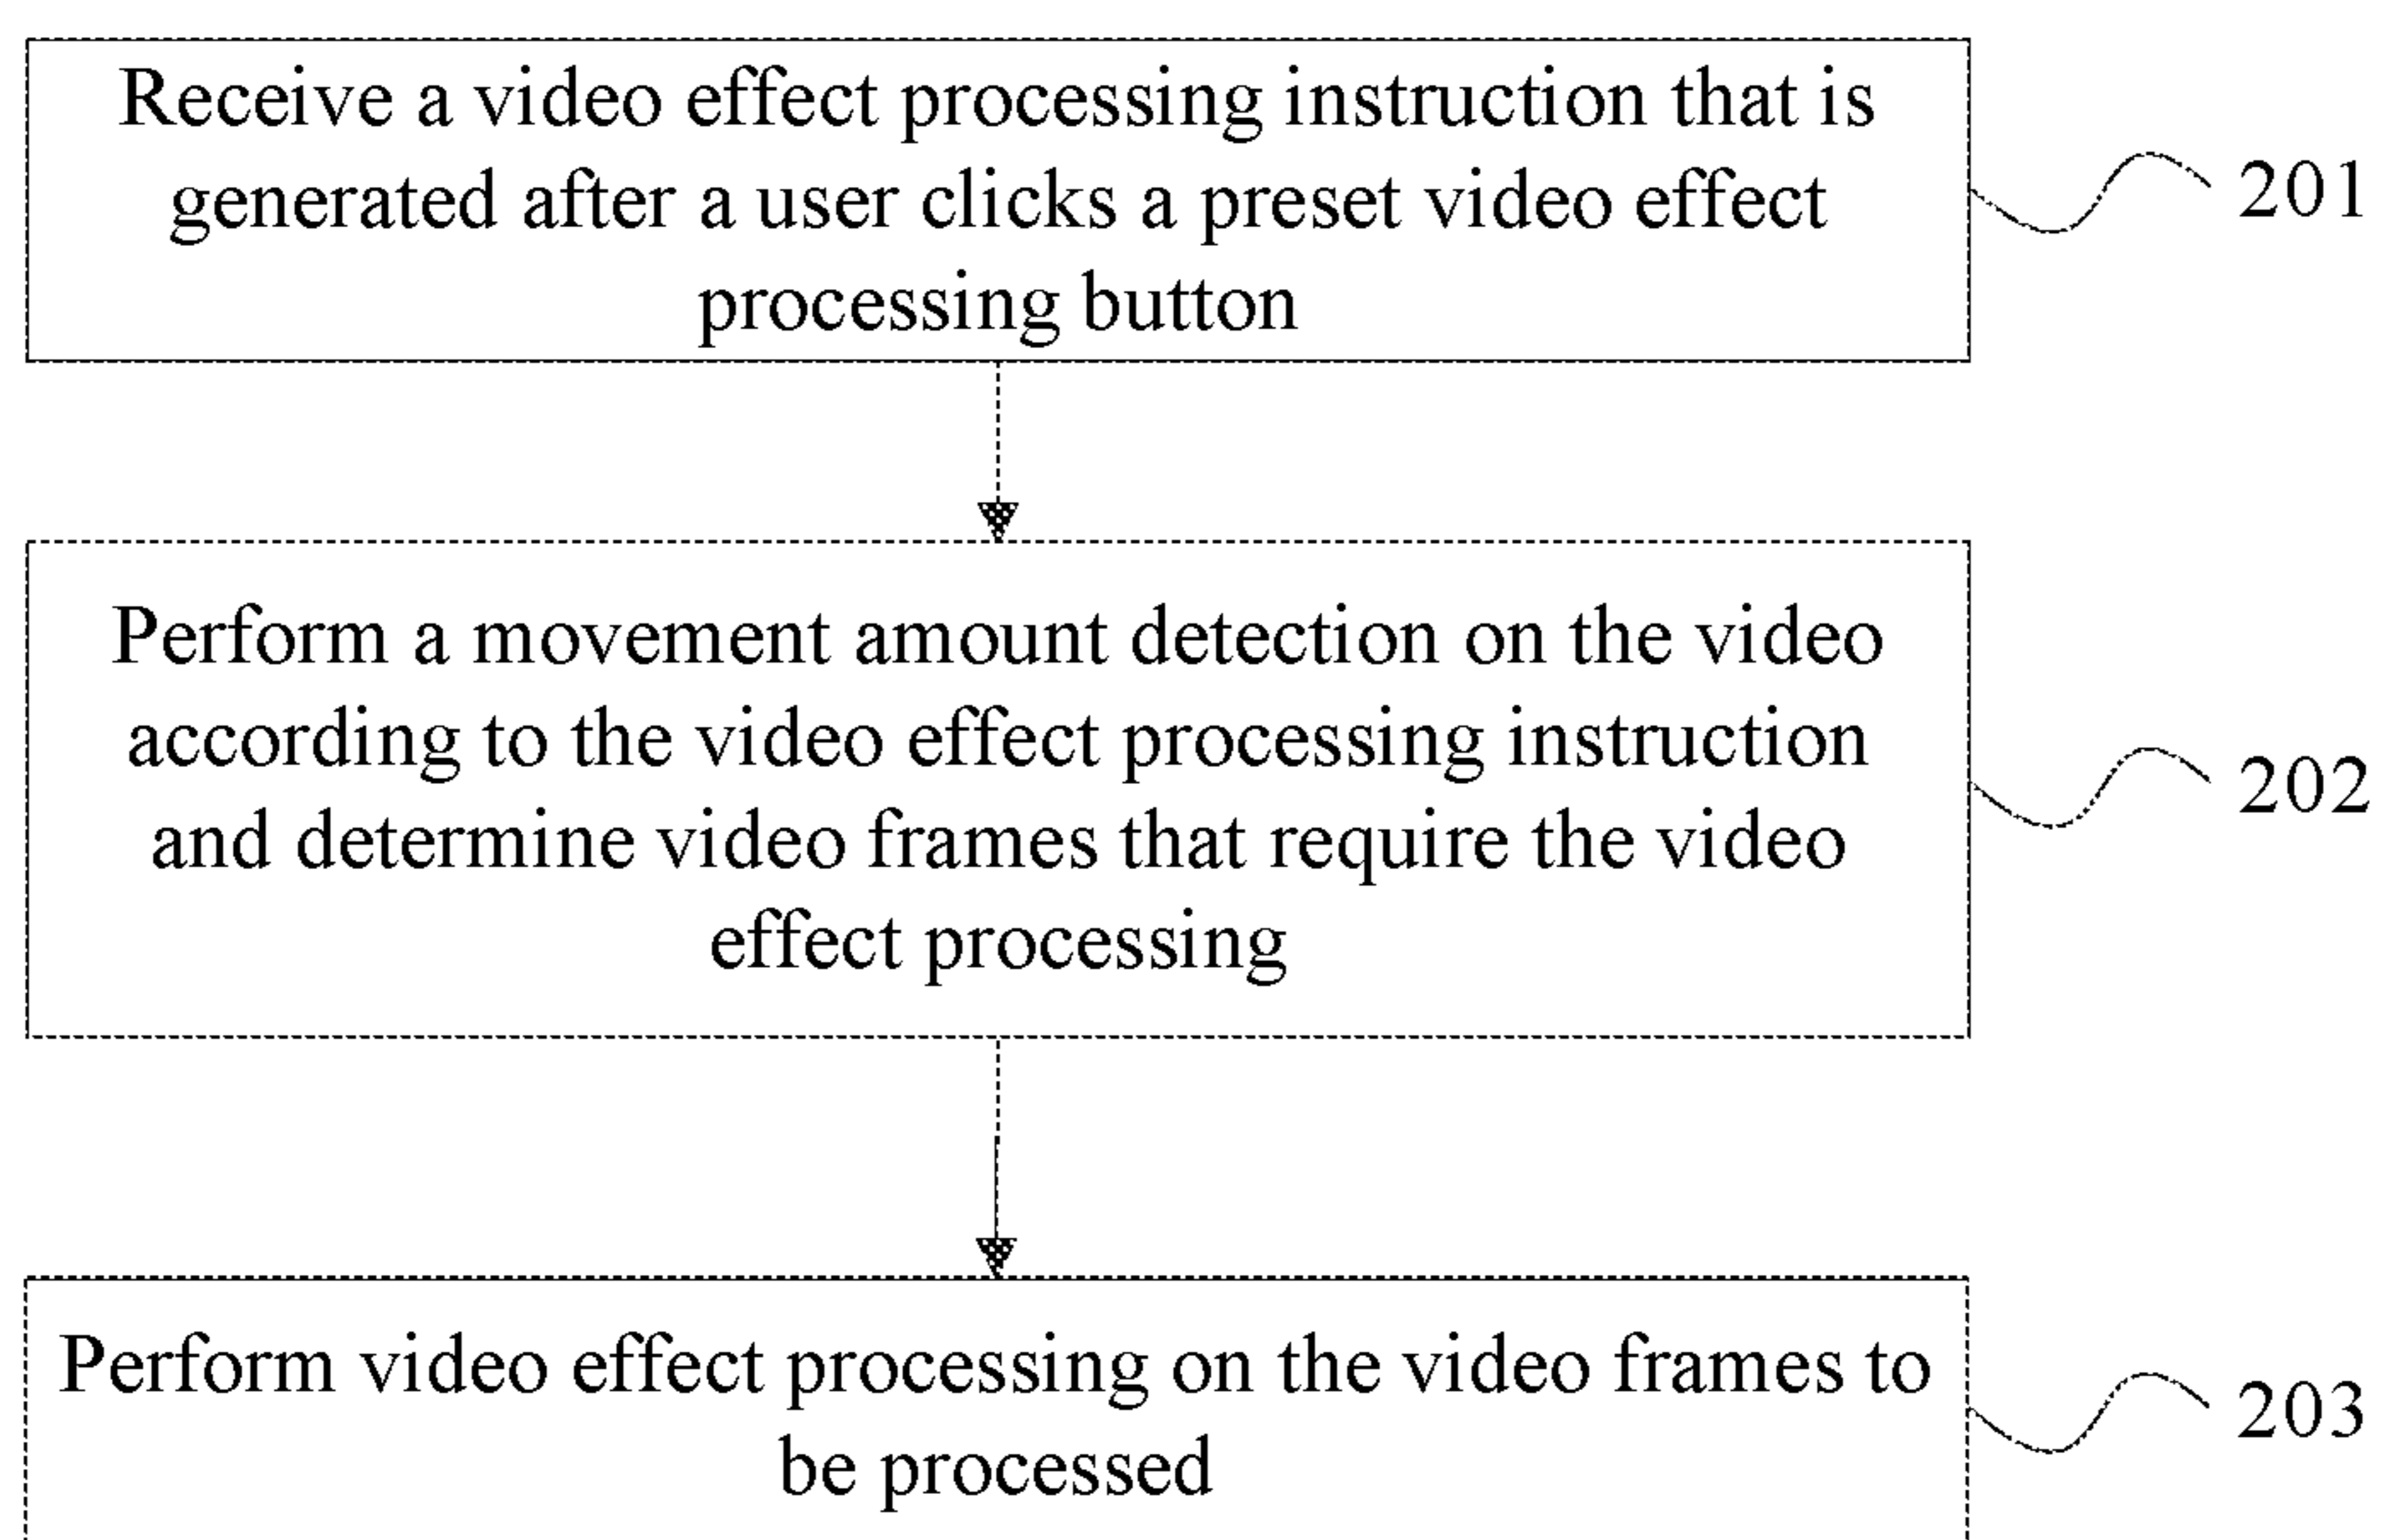 Receive a video effect processing instruction that is
generated after a user clicks a preset video effect
processing button
201
Perform a movement amount detection on the video
according to the video effect processing instruction
and determine video frames that require the video
effect processing
202
Perform video effect processing on the video frames to
be processed
203